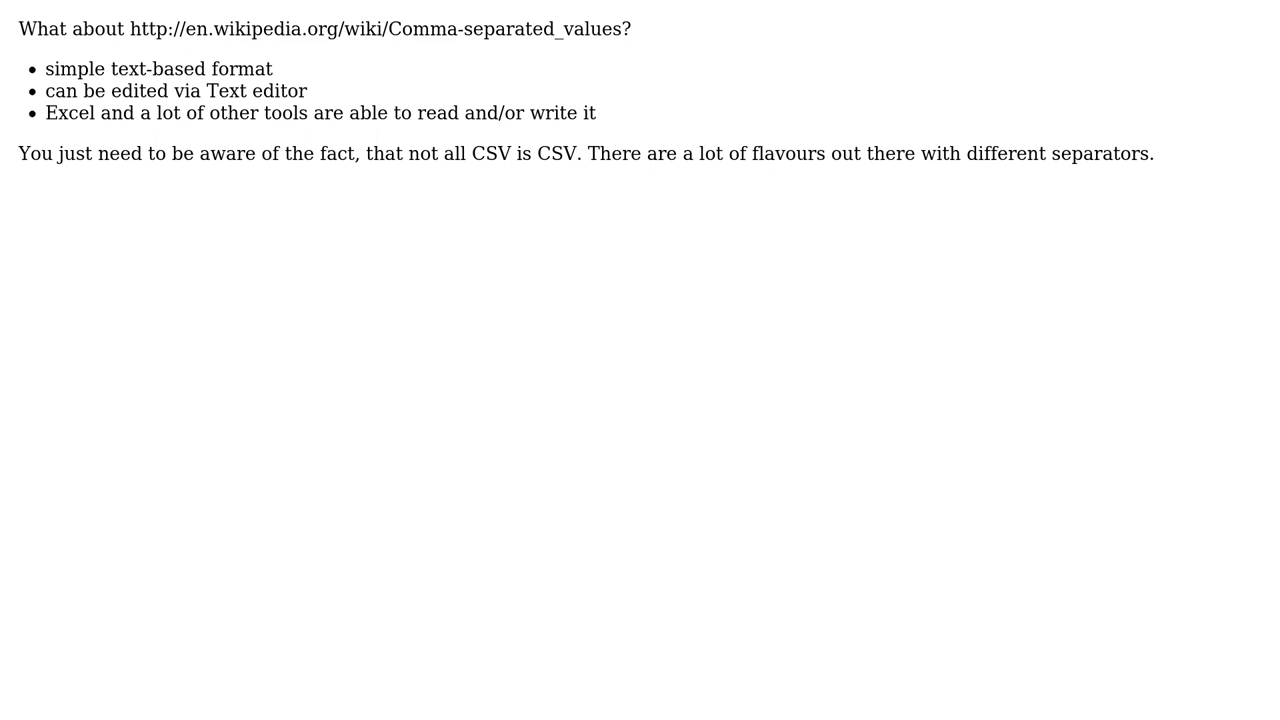 What about http://en.wikipedia.org/wiki/Comma-separated_values?
• simple text-based format
• can be edited via Text editor
• Excel and a lot of other tools are able to read and/or write it
You just need to be aware of the fact, that not all CSV is CSV. There are a lot of flavours out there with different separators.